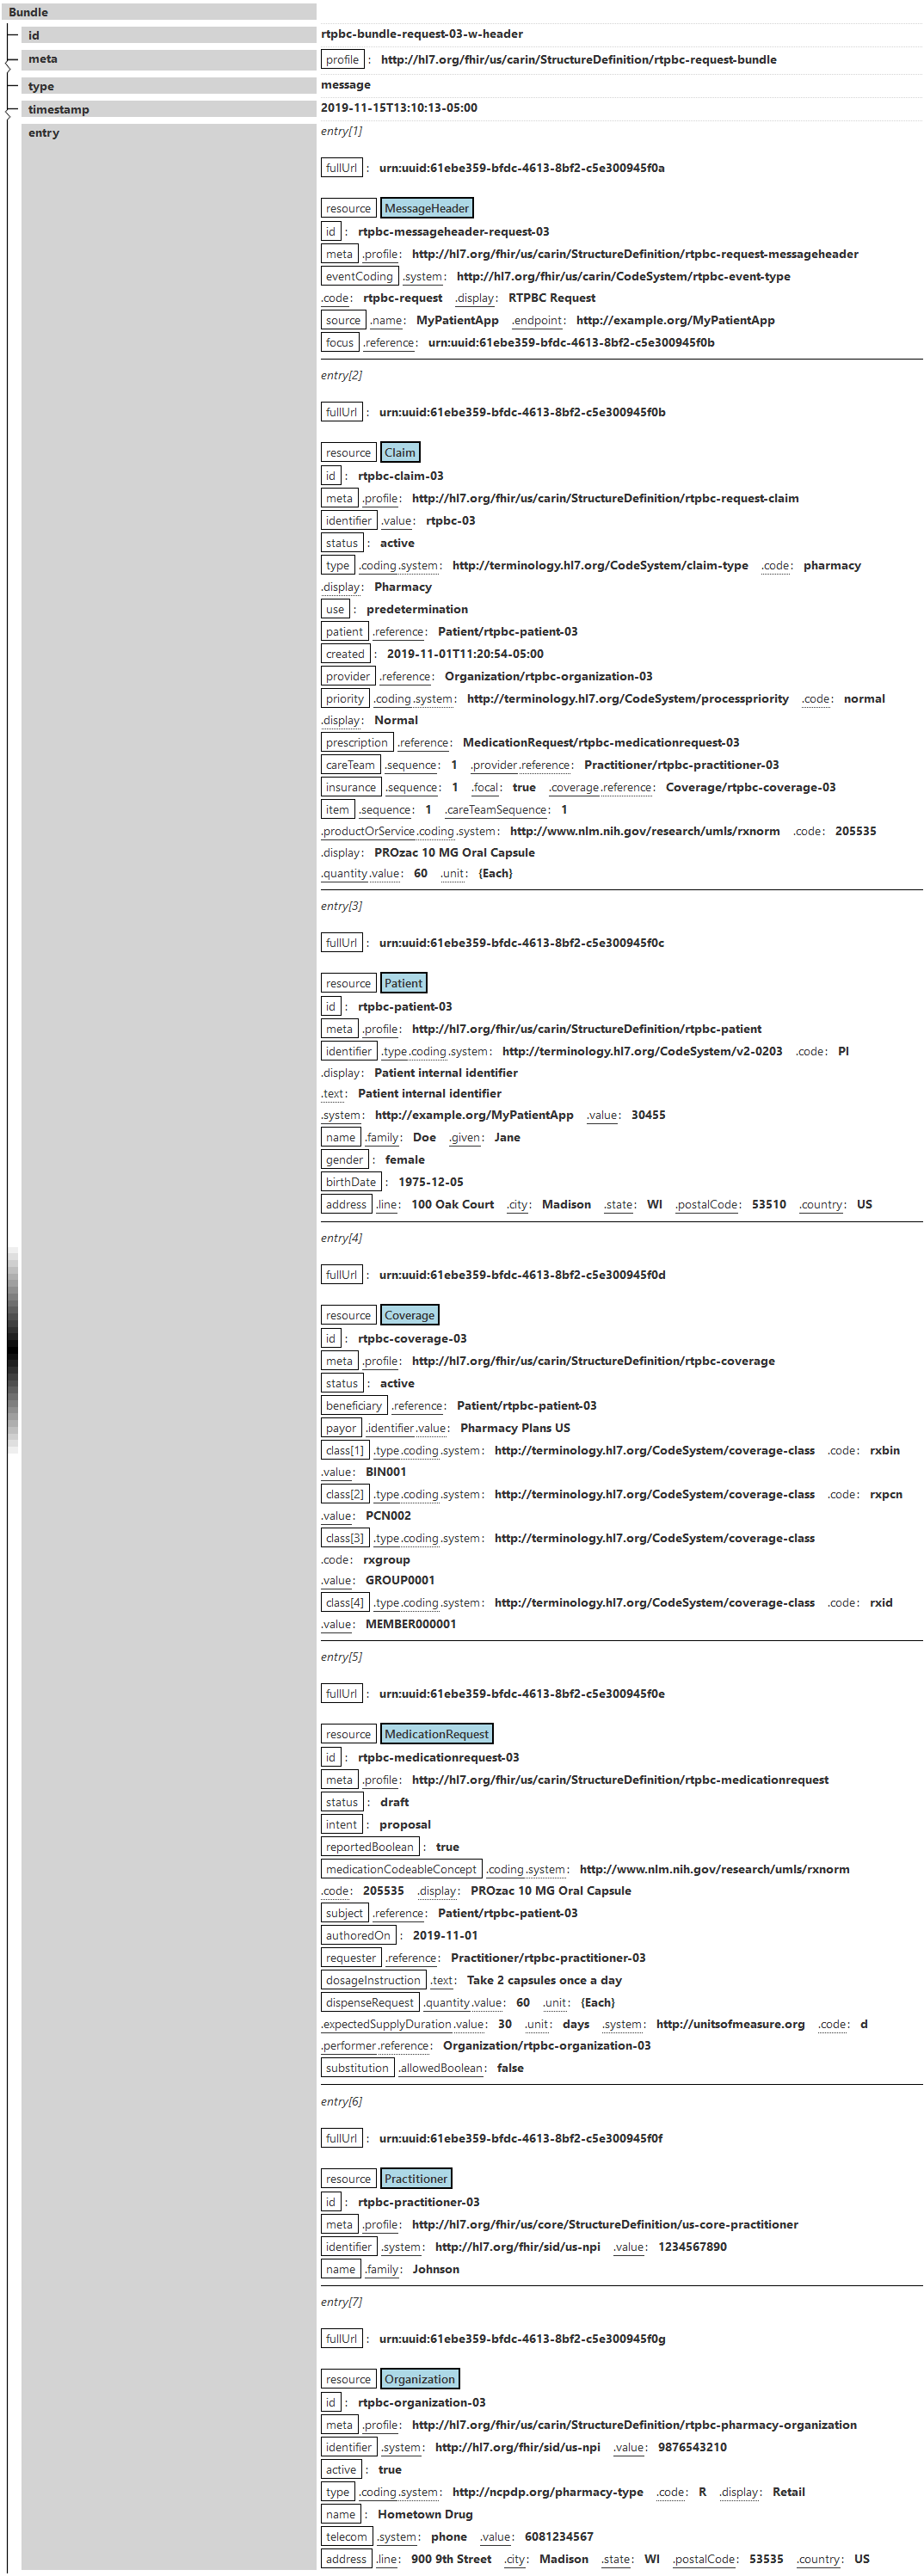 Bundle
id rtpbc-bundle-request-03-w-header
meta profile : http://hl7.org/fhir/us/carin/StructureDefinition/rtpbc-request-bundle
type message
timestamp 2019-11-15T13:10:13-05:00
entry entry[1]
fullUrl : urn:uuid:61ebe359-bfdc-4613-8bf2-c5e300945f0a
resource MessageHeader
id : rtpbc-messageheader-request-03
meta .profile: http://hl7.org/fhir/us/carin/StructureDefinition/rtpbc-request-messageheader
eventCoding .system: http://hl7.org/fhir/us/carin/CodeSystem/rtpbc-event-type
.code: rtpbc-request .display: RTPBC Request
source .name: MyPatientApp .endpoint: http://example.org/MyPatientApp
focus .reference: urn:uuid:61ebe359-bfdc-4613-8bf2-c5e300945f0b
entry[2]
fullUrl : urn:uuid:61ebe359-bfdc-4613-8bf2-c5e300945f0b
resource Claim
id : rtpbc-claim-03
meta .profile: http://hl7.org/fhir/us/carin/StructureDefinition/rtpbc-request-claim
identifier .value: rtpbc-03
status : active
type .coding.system: http://terminology.hl7.org/CodeSystem/claim-type .code: pharmacy
.display: Pharmacy
use : predetermination
patient .reference: Patient/rtpbc-patient-03
created : 2019-11-01T11:20:54-05:00
provider .reference: Organization/rtpbc-organization-03
priority .coding.system: http://terminology.hl7.org/CodeSystem/processpriority .code: normal
.display: Normal
prescription .reference: MedicationRequest/rtpbc-medicationrequest-03
careTeam .sequence: 1 .provider.reference: Practitioner/rtpbc-practitioner-03
insurance .sequence: 1 .focal: true .coverage.reference: Coverage/rtpbc-coverage-03
item .sequence: 1 .careTeamSequence: 1
.productOrService.coding.system: http://www.nlm.nih.gov/research/umls/rxnorm .code: 205535
.display: PROzac 10 MG Oral Capsule
.quantity.value: 60 .unit: {Each}
entry[3]
fullUrl : urn:uuid:61ebe359-bfdc-4613-8bf2-c5e300945f0c
resource Patient
id : rtpbc-patient-03
meta .profile: http://hl7.org/fhir/us/carin/StructureDefinition/rtpbc-patient
identifier .type.coding.system: http://terminology.hl7.org/CodeSystem/v2-0203 .code: PI
.display: Patient internal identifier
.text: Patient internal identifier
.system: http://example.org/MyPatientApp .value: 30455
name .family: Doe .given: Jane
gender : female
birthDate : 1975-12-05
address .line: 100 Oak Court .city: Madison .state: WI .postalCode: 53510 .country: US
entry[4]
fullUrl : urn:uuid:61ebe359-bfdc-4613-8bf2-c5e300945f0d
resource Coverage
id : rtpbc-coverage-03
meta .profile: http://hl7.org/fhir/us/carin/StructureDefinition/rtpbc-coverage
status : active
beneficiary .reference: Patient/rtpbc-patient-03
payor .identifier.value: Pharmacy Plans US
class[1] .type.coding.system: http://terminology.hl7.org/CodeSystem/coverage-class .code: rxbin
.value: BIN001
class[2] .type.coding.system: http://terminology.hl7.org/CodeSystem/coverage-class .code: rxpcn
.value: PCN002
class[3] .type.coding.system: http://terminology.hl7.org/CodeSystem/coverage-class
.code: rxgroup
.value: GROUP0001
class[4] .type.coding.system: http://terminology.hl7.org/CodeSystem/coverage-class .code: rxid
.value: MEMBER000001
entry[5]
fullUrl : urn:uuid:61ebe359-bfdc-4613-8bf2-c5e300945f0e
resource MedicationRequest
id : rtpbc-medicationrequest-03
meta .profile: http://hl7.org/fhir/us/carin/StructureDefinition/rtpbc-medicationrequest
status : draft
intent : proposal
reportedBoolean : true
medicationCodeableConcept .coding.system: http://www.nlm.nih.gov/research/umls/rxnorm
.code: 205535 .display: PROzac 10 MG Oral Capsule
subject .reference: Patient/rtpbc-patient-03
authoredOn : 2019-11-01
requester .reference: Practitioner/rtpbc-practitioner-03
dosageInstruction .text: Take 2 capsules once a day
dispenseRequest .quantity.value: 60 .unit: {Each}
.expectedSupplyDuration.value: 30 .unit: days .system: http://unitsofmeasure.org .code: d
.performer.reference: Organization/rtpbc-organization-03
substitution .allowedBoolean: false
entry[6]
fullUrl : urn:uuid:61ebe359-bfdc-4613-8bf2-c5e300945f0f
resource Practitioner
id : rtpbc-practitioner-03
meta .profile: http://hl7.org/fhir/us/core/StructureDefinition/us-core-practitioner
identifier .system: http://hl7.org/fhir/sid/us-npi .value: 1234567890
name .family: Johnson
entry[7]
fullUrl : urn:uuid:61ebe359-bfdc-4613-8bf2-c5e300945f0g
resource Organization
id : rtpbc-organization-03
meta .profile: http://hl7.org/fhir/us/carin/StructureDefinition/rtpbc-pharmacy-organization
identifier .system: http://hl7.org/fhir/sid/us-npi .value: 9876543210
active : true
type .coding.system: http://ncpdp.org/pharmacy-type .code: R .display: Retail
name : Hometown Drug
telecom .system: phone .value: 6081234567
address .line: 900 9th Street .city: Madison .state: WI .postalCode: 53535 .country: US